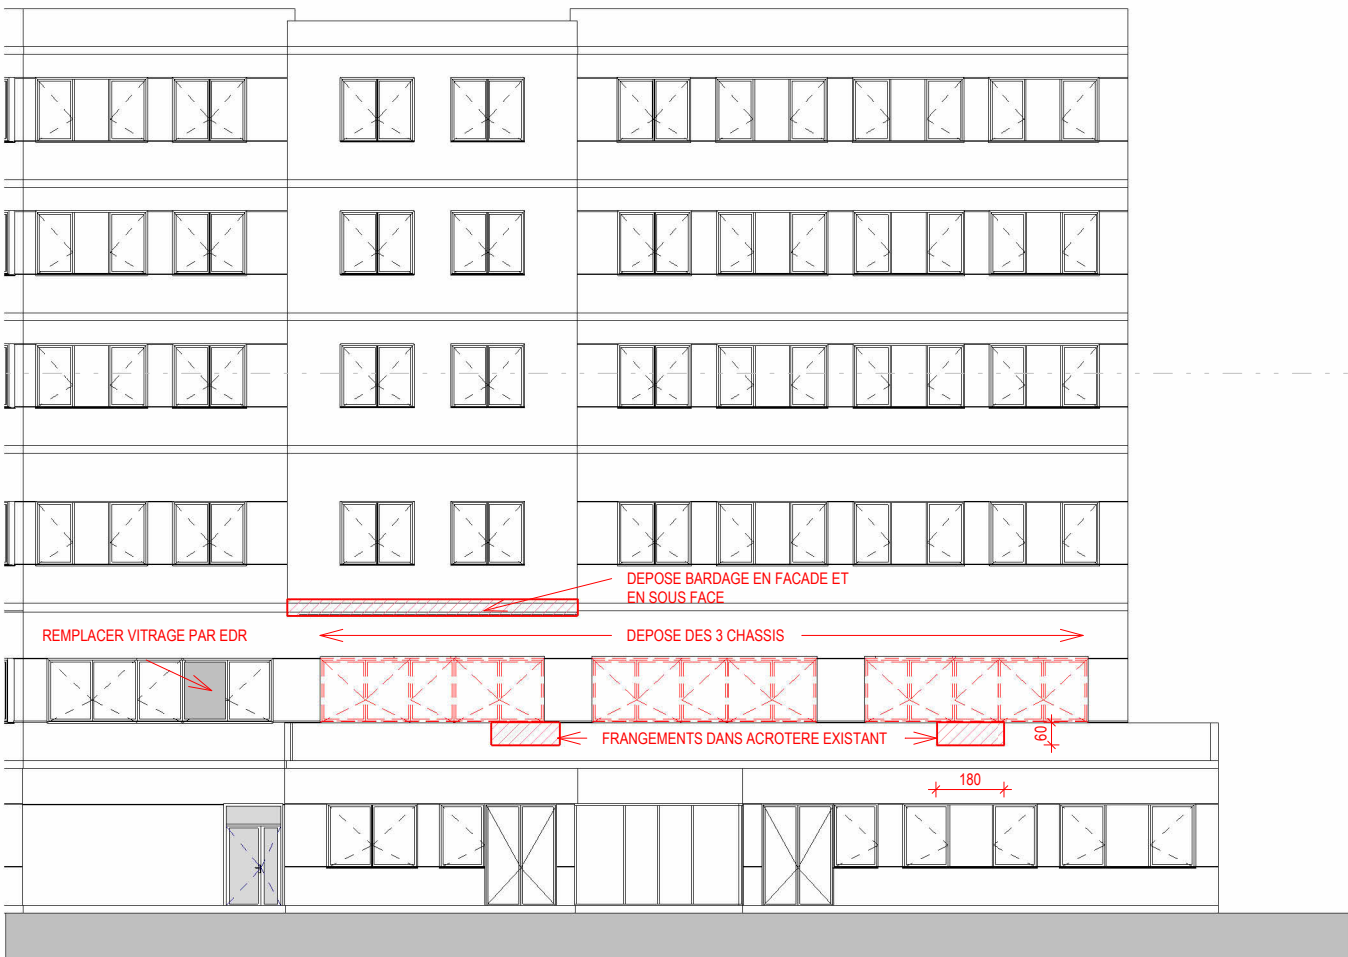 DEPOSE BARDAGE EN FACADE ET
EN SOUS FACE
REMPLACER VITRAGE PAR EDR
DEPOSE DES 3 CHASSIS
FRANGEMENTS DANS ACROTERE EXISTANT
60
180